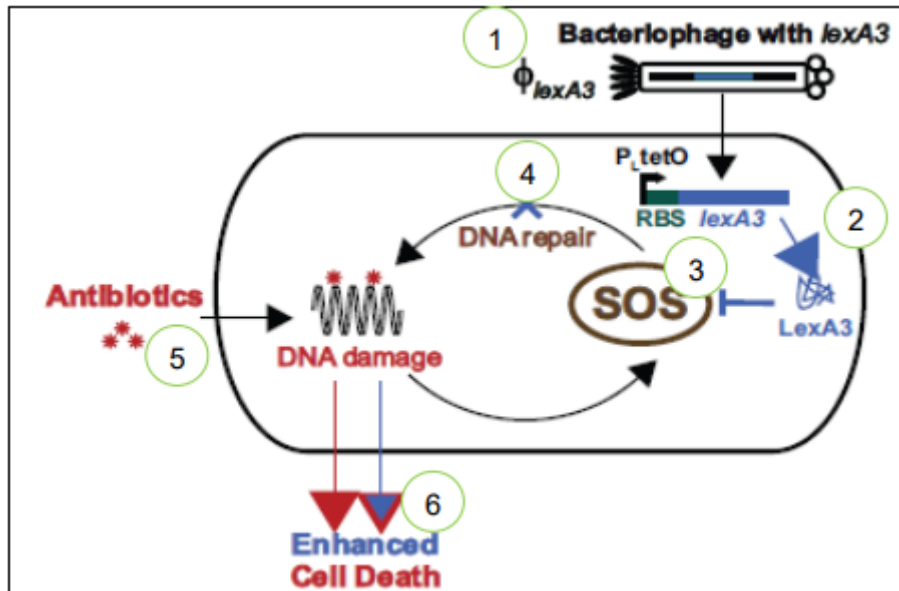 1
Bacteriophage with lexA3
ϕlexA3
PLtetO
RBS lexA3
2
4
DNA repair
3
SOS
LexA3
Antibiotics
5
DNA damage
6
Enhanced
Cell Death